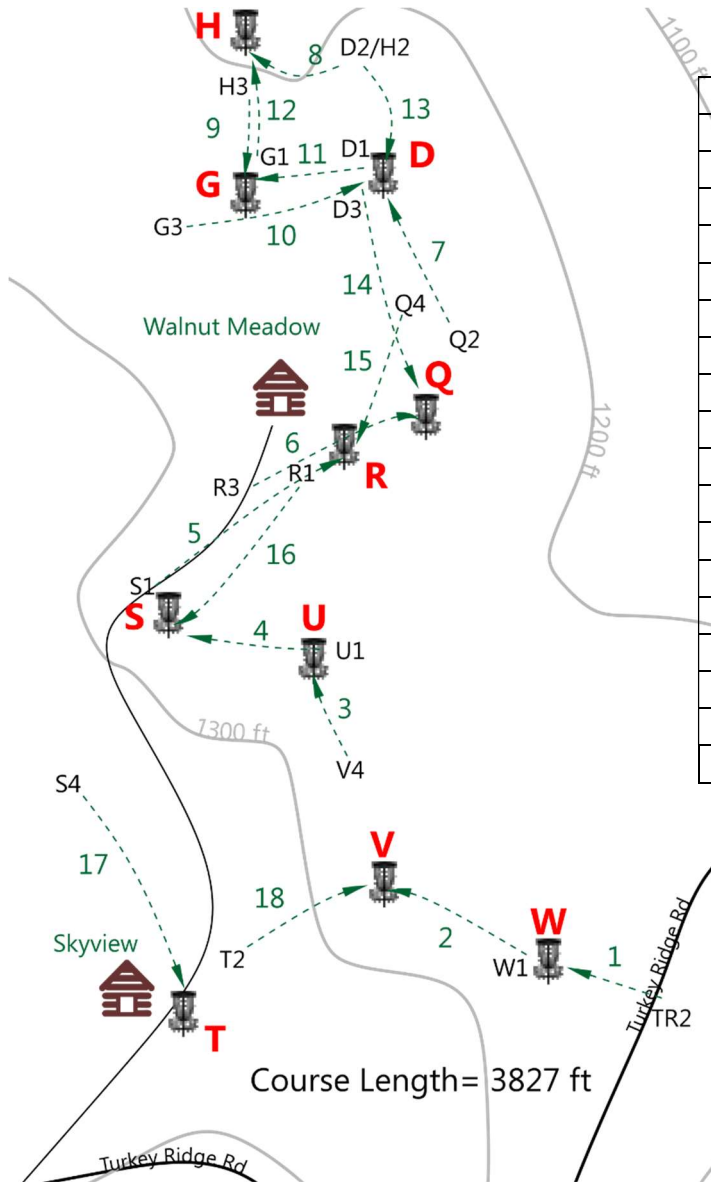 H
8
D2/H2
1100 ft
H3
12
13
9
G1
11
D1
D
G
D3
G3
10
7
14
Q4
Walnut Meadow
Q2
15
Q
1200 ft
6
R1
R
R3
5
16
S1
S
U
4
U1
3
1300 ft
V4
S4
V
17
18
W
Skyview
2
T2
W1
1
Turkey Ridge Rd
TR2
T
Course Length= 3827 ft
Turkey Ridge Rd